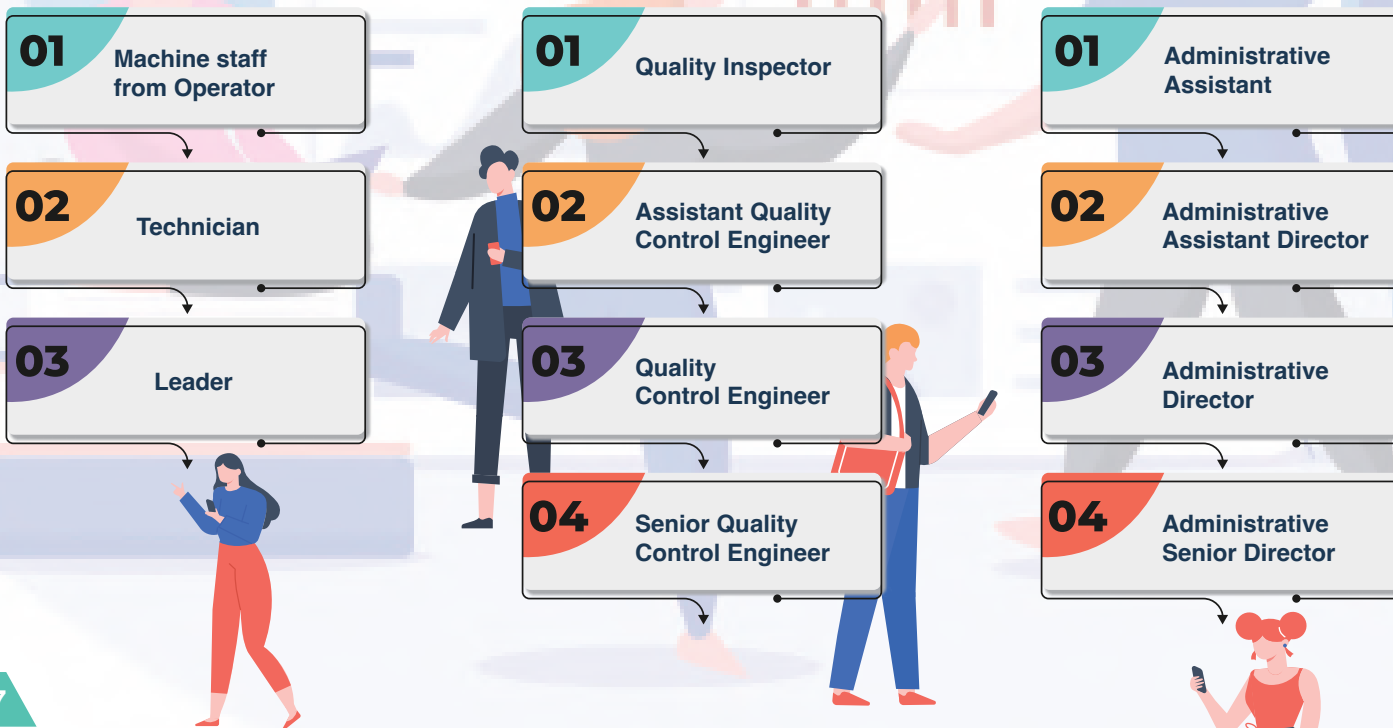 01
Machine staff
from Operator
02
Technician
03
Leader
01
Quality Inspector
02
Assistant Quality
Control Engineer
03
Quality
Control Engineer
04
Senior Quality
Control Engineer
01
Administrative
Assistant
02
Administrative
Assistant Director
03
Administrative
Director
04
Administrative
Senior Director